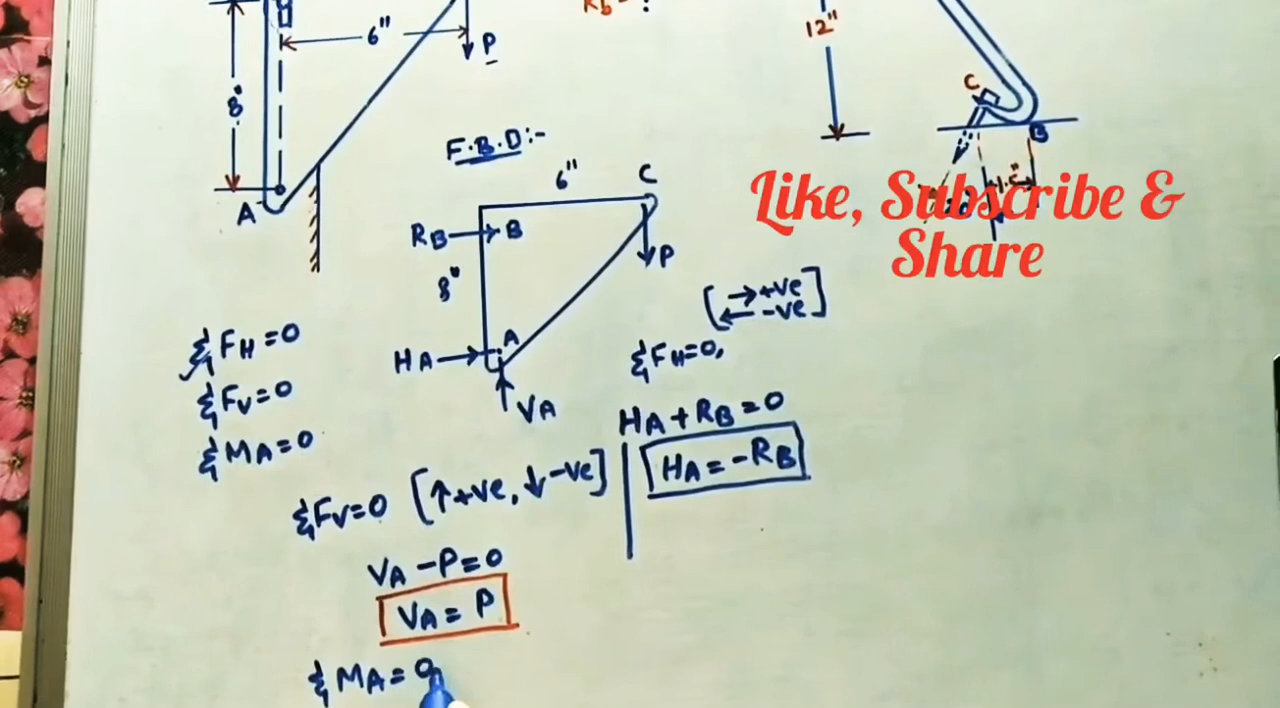 6"
P
8"
A
12"
C
B
F.B.D:-
6"
C
RB
B
P
8"
HA
A
VA
Like, Subscribe &
Share
[→+ve
←-ve]
ΣFH=0
ΣFV=0
ΣMA=0
ΣFH=0,
HA+RB=0
HA=-RB
ΣFV=0 [↑+ve, ↓-ve]
VA-P=0
VA=P
ΣMA=0